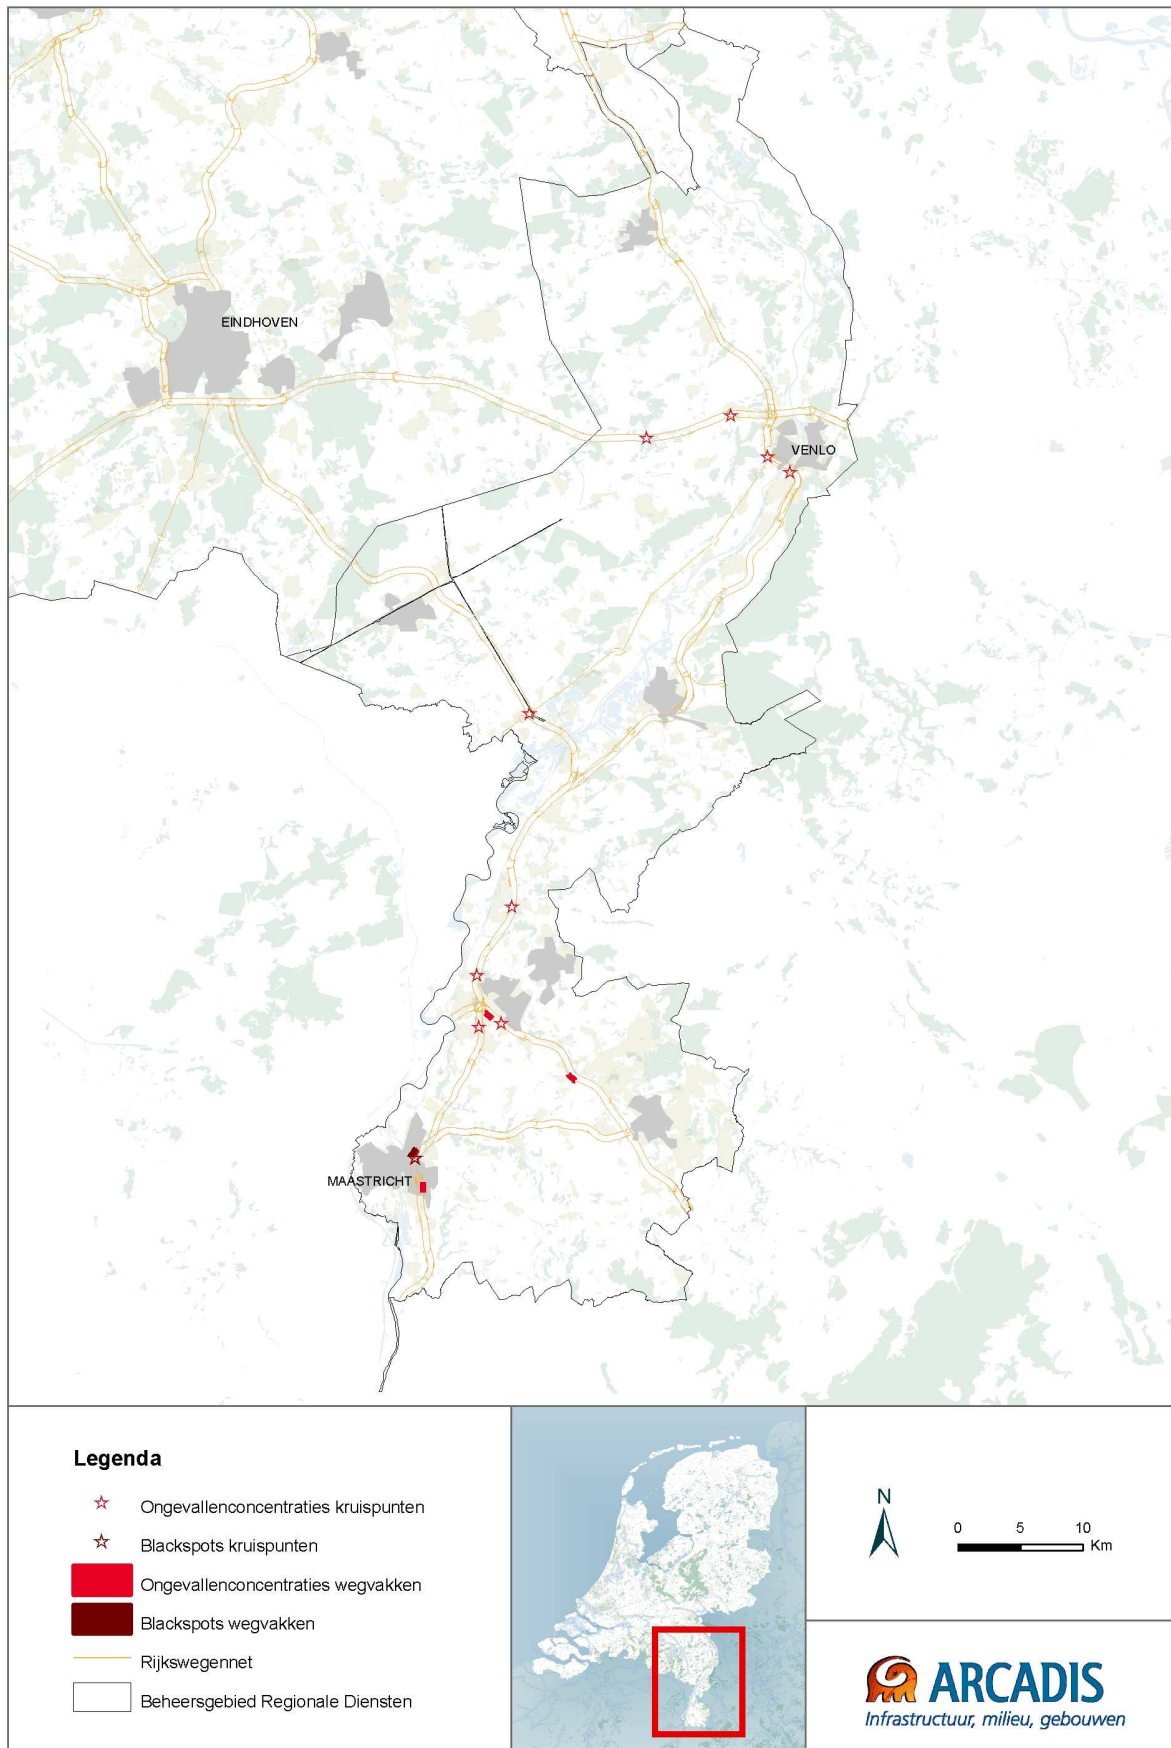 EINDHOVEN
VENLO
MAASTRICHT
Legenda
Ongevallenconcentraties kruispunten
Blackspots kruispunten
Ongevallenconcentraties wegvakken
Blackspots wegvakken
Rijkswegennet
Beheersgebied Regionale Diensten
N
0 5 10
Km
ARCADIS
Infrastructuur, milieu, gebouwen